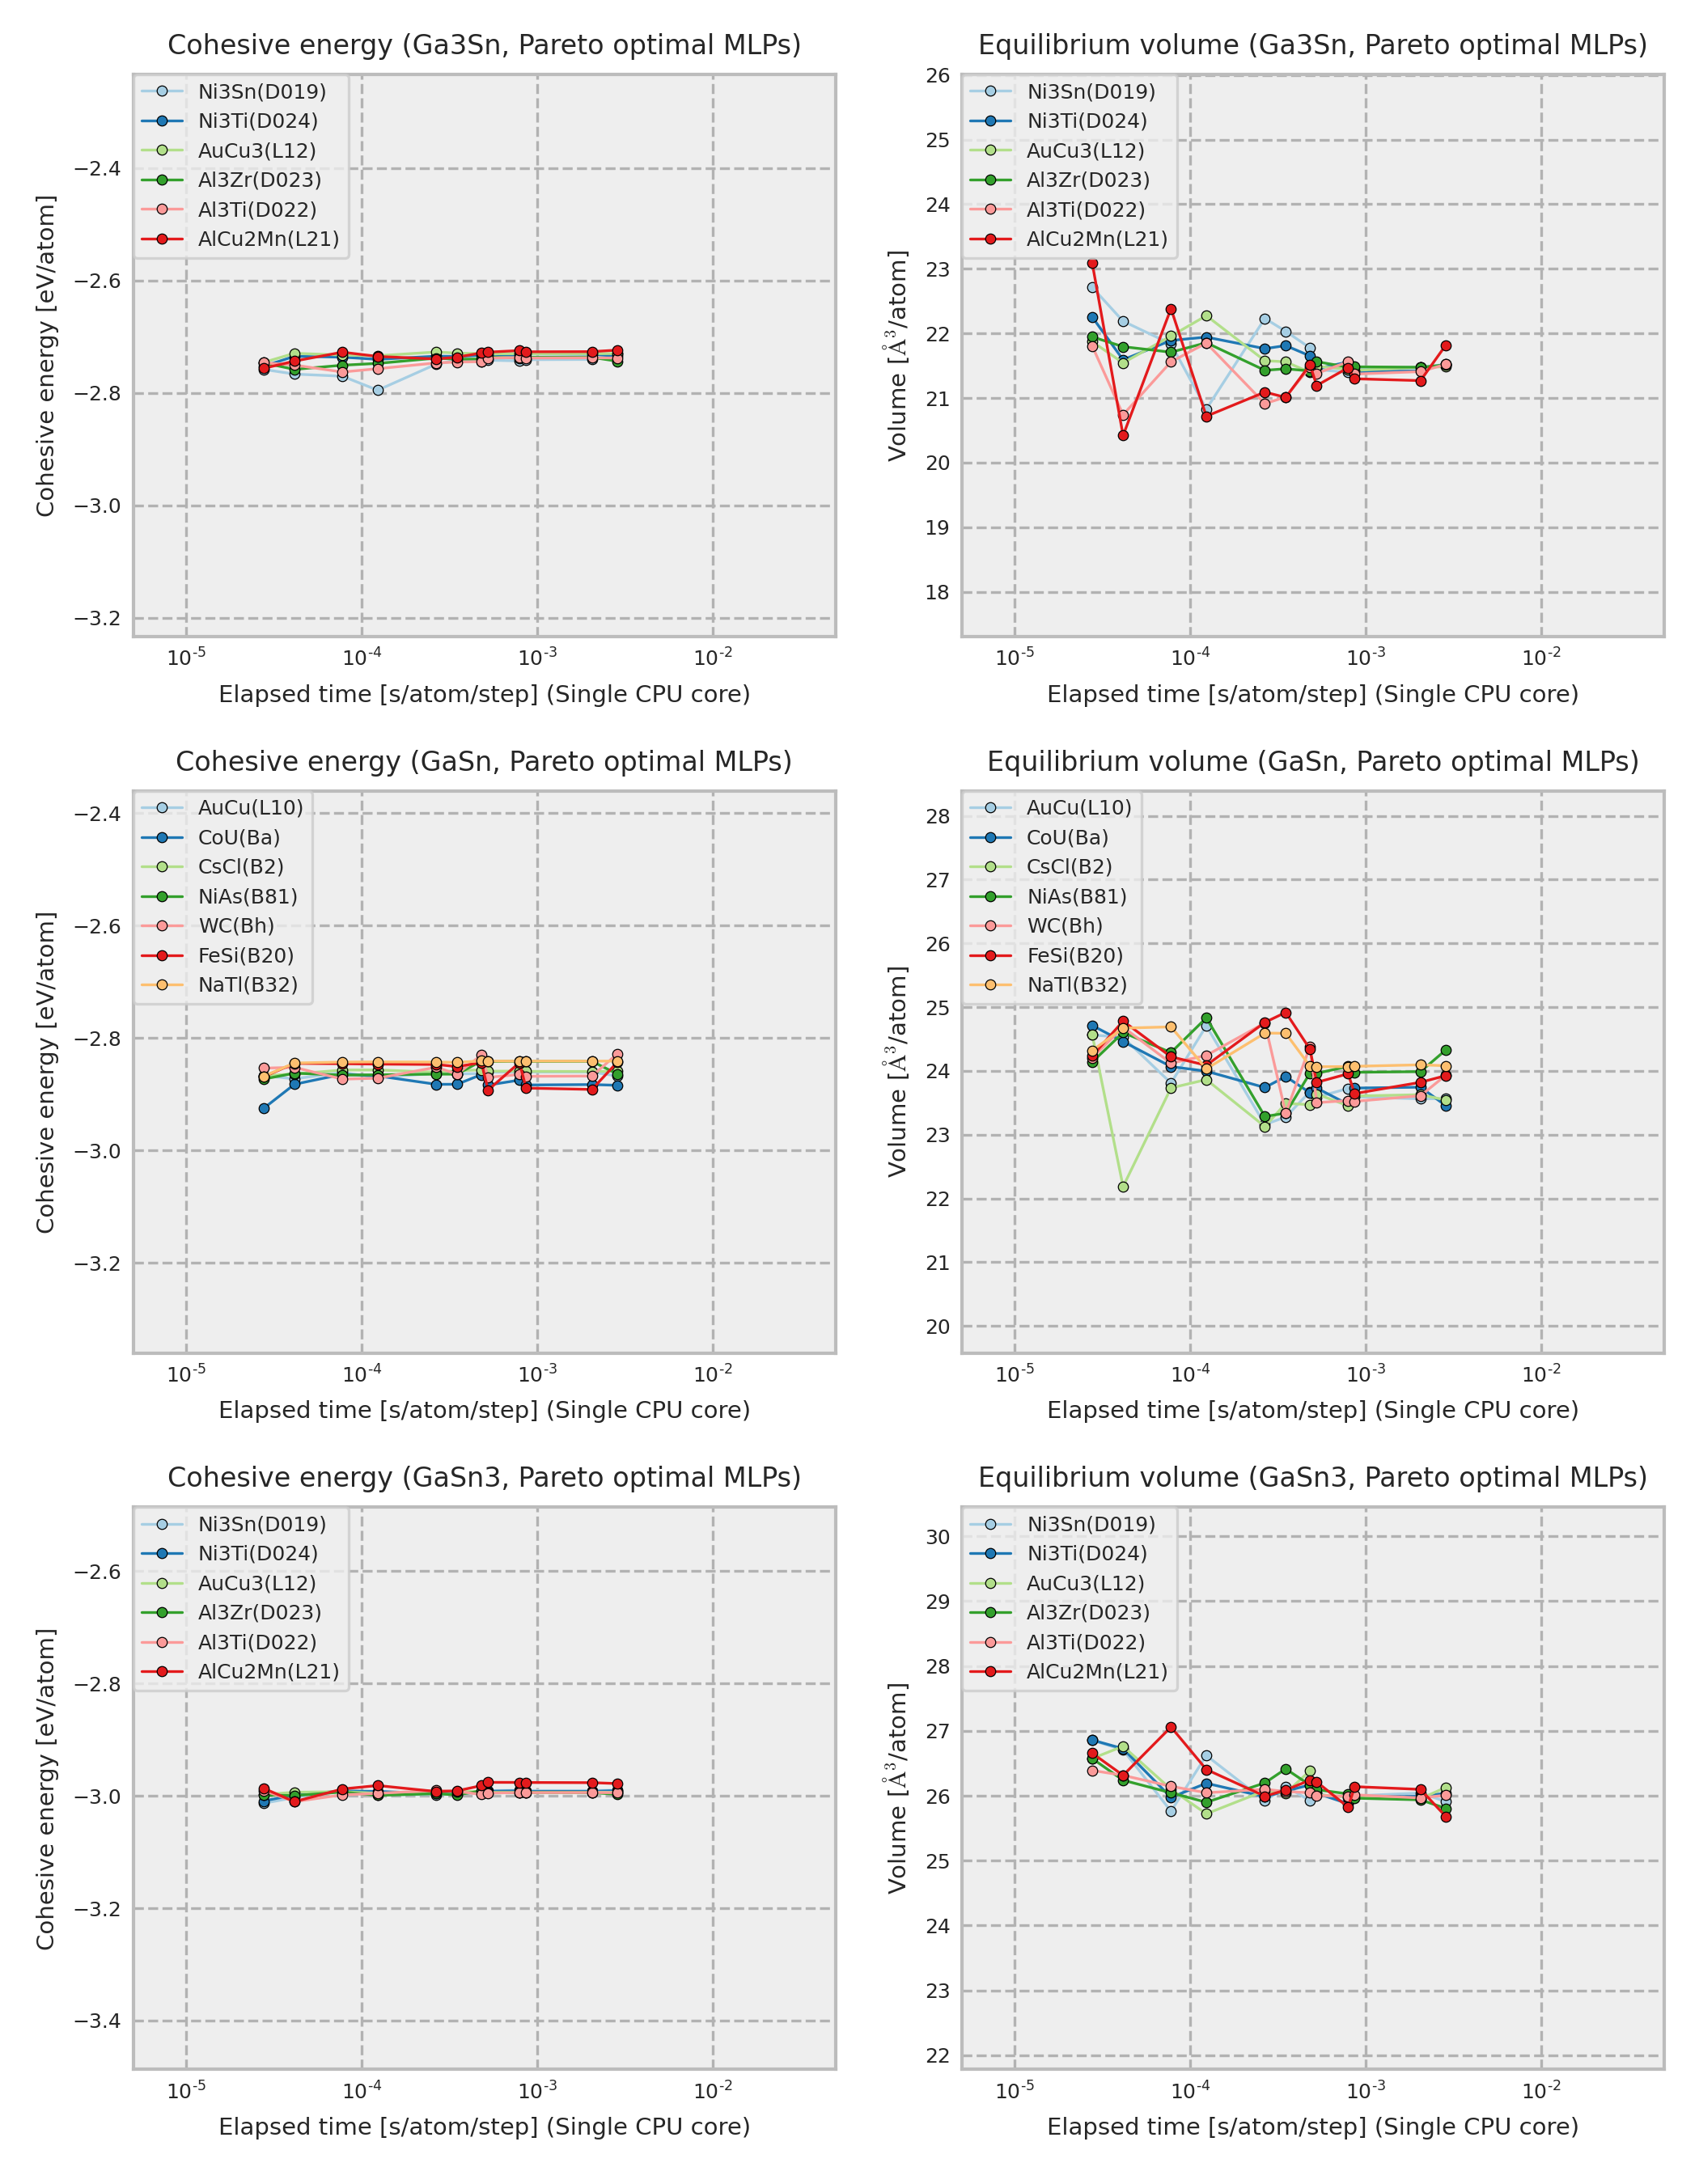 Cohesive energy (Ga3Sn, Pareto optimal MLPs)
Cohesive energy [eV/atom]
−2.4
−2.6
−2.8
−3.0
−3.2
Ni3Sn(D019)
Ni3Ti(D024)
AuCu3(L12)
Al3Zr(D023)
Al3Ti(D022)
AlCu2Mn(L21)
10-5 10-4 10-3 10-2
Elapsed time [s/atom/step] (Single CPU core)
Equilibrium volume (Ga3Sn, Pareto optimal MLPs)
Volume [Å3/atom]
26
25
24
23
22
21
20
19
18
Ni3Sn(D019)
Ni3Ti(D024)
AuCu3(L12)
Al3Zr(D023)
Al3Ti(D022)
AlCu2Mn(L21)
10-5 10-4 10-3 10-2
Elapsed time [s/atom/step] (Single CPU core)
Cohesive energy (GaSn, Pareto optimal MLPs)
Cohesive energy [eV/atom]
−2.4
−2.6
−2.8
−3.0
−3.2
AuCu(L10)
CoU(Ba)
CsCl(B2)
NiAs(B81)
WC(Bh)
FeSi(B20)
NaTl(B32)
10-5 10-4 10-3 10-2
Elapsed time [s/atom/step] (Single CPU core)
Equilibrium volume (GaSn, Pareto optimal MLPs)
Volume [Å3/atom]
28
27
26
25
24
23
22
21
20
AuCu(L10)
CoU(Ba)
CsCl(B2)
NiAs(B81)
WC(Bh)
FeSi(B20)
NaTl(B32)
10-5 10-4 10-3 10-2
Elapsed time [s/atom/step] (Single CPU core)
Cohesive energy (GaSn3, Pareto optimal MLPs)
Cohesive energy [eV/atom]
−2.6
−2.8
−3.0
−3.2
−3.4
Ni3Sn(D019)
Ni3Ti(D024)
AuCu3(L12)
Al3Zr(D023)
Al3Ti(D022)
AlCu2Mn(L21)
10-5 10-4 10-3 10-2
Elapsed time [s/atom/step] (Single CPU core)
Equilibrium volume (GaSn3, Pareto optimal MLPs)
Volume [Å3/atom]
30
29
28
27
26
25
24
23
22
Ni3Sn(D019)
Ni3Ti(D024)
AuCu3(L12)
Al3Zr(D023)
Al3Ti(D022)
AlCu2Mn(L21)
10-5 10-4 10-3 10-2
Elapsed time [s/atom/step] (Single CPU core)